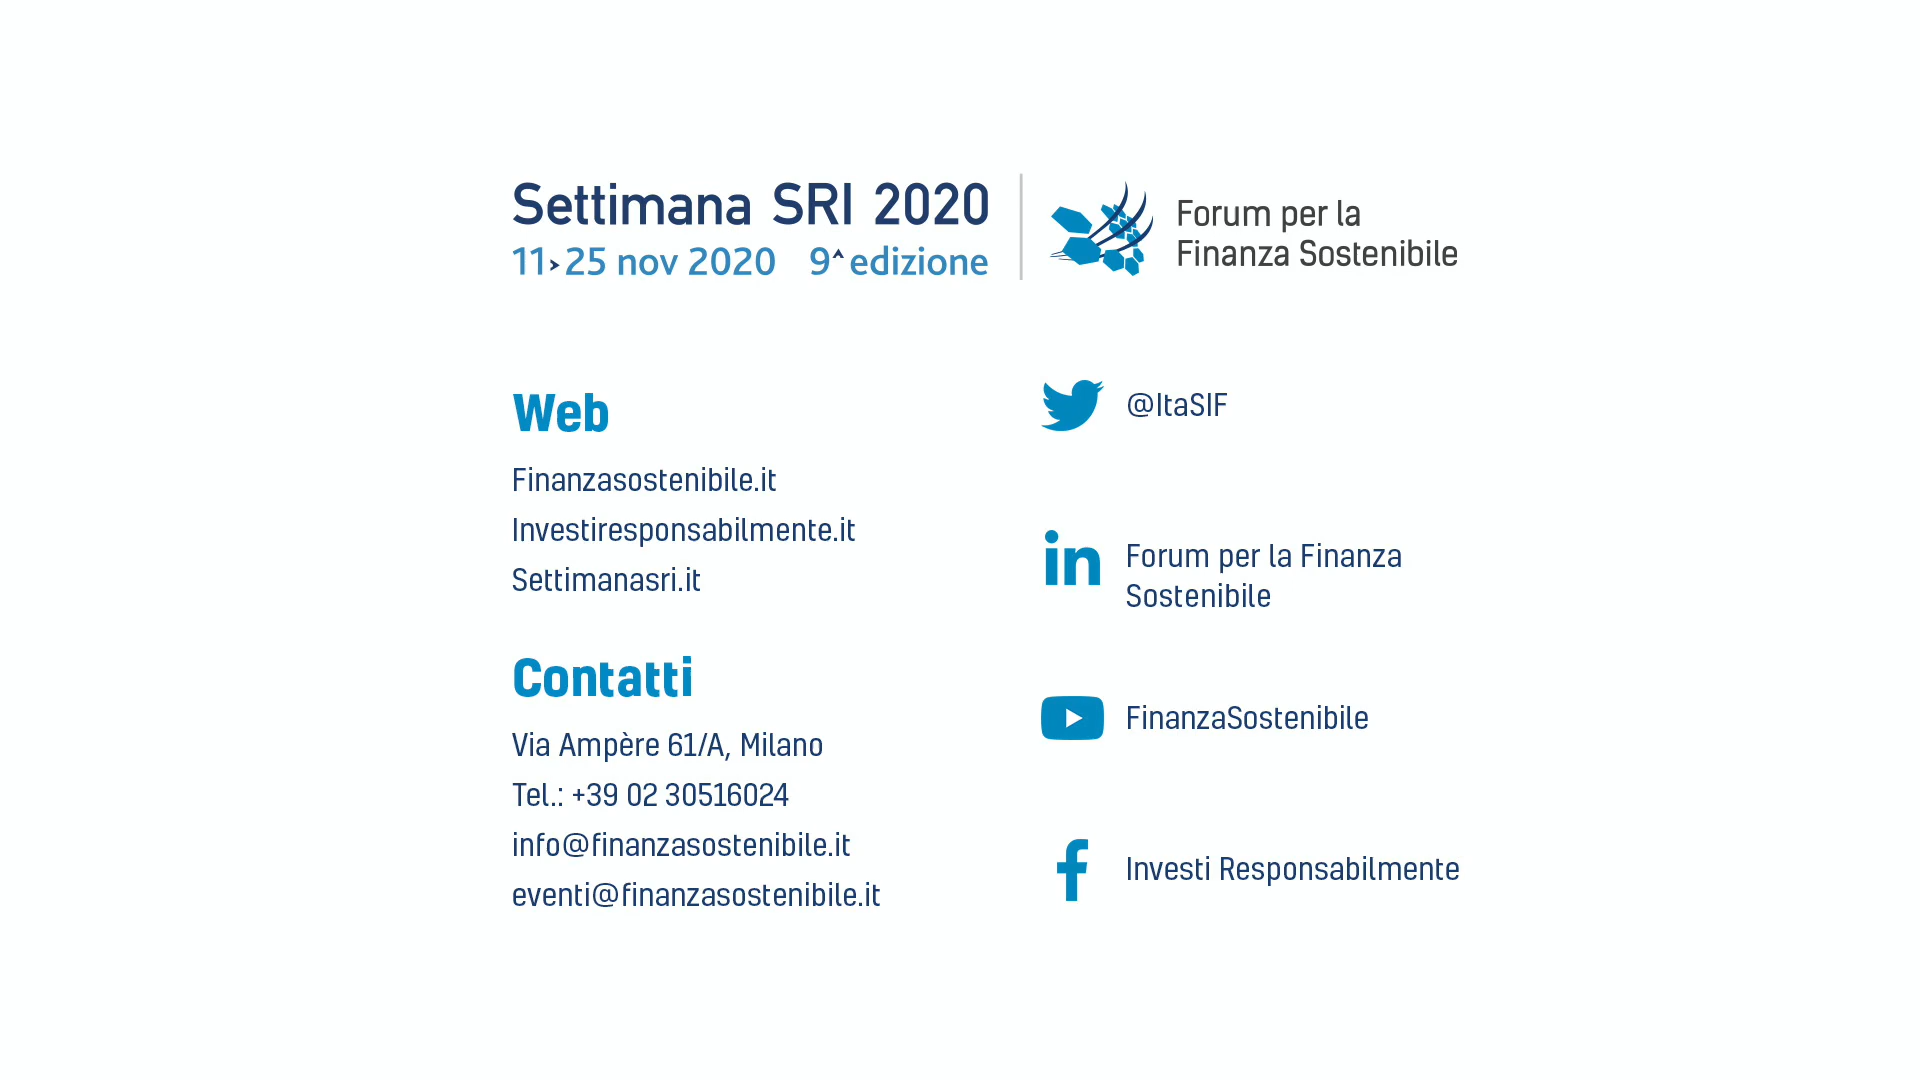 Settimana SRI 2020
11>25 nov 2020 9^ edizione
Forum per la
Finanza Sostenibile
Web
Finanzasostenibile.it
Investiresponsabilmente.it
Settimanasri.it
Contatti
Via Ampère 61/A, Milano
Tel.: +39 02 30516024
info@finanzasostenibile.it
eventi@finanzasostenibile.it
@ItaSIF
in
Forum per la Finanza
Sostenibile
FinanzaSostenibile
f
Investi Responsabilmente